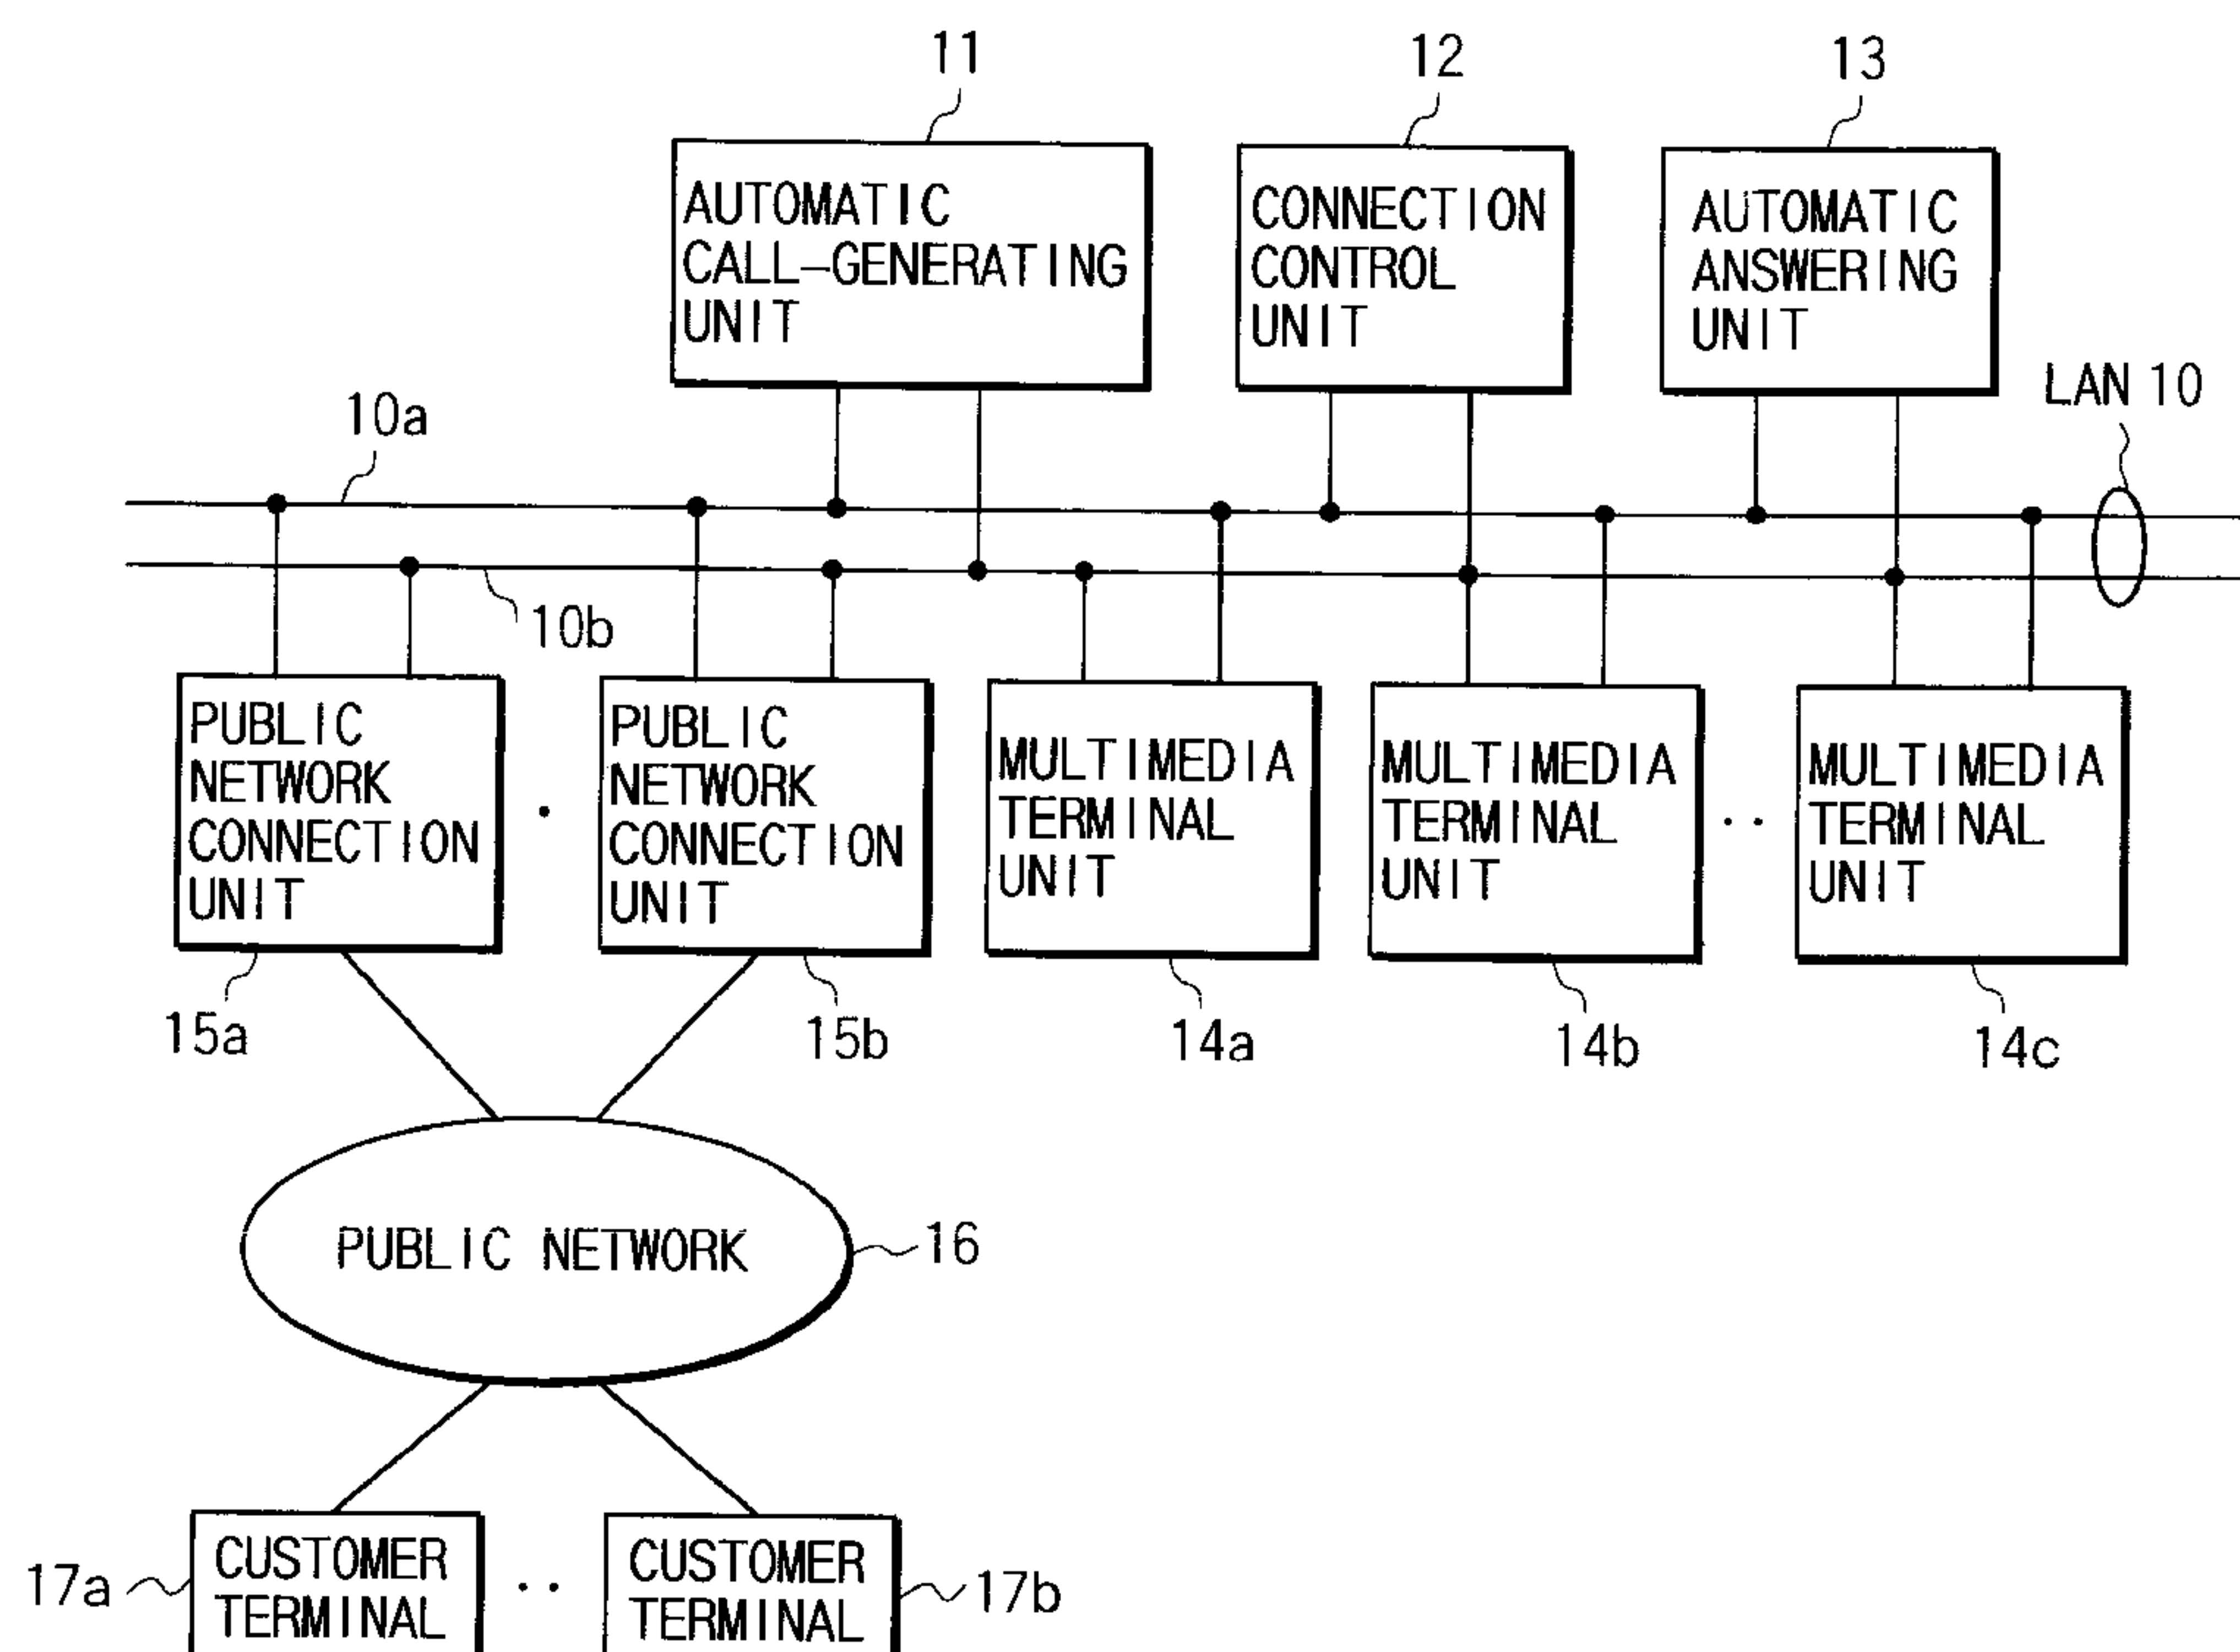 11
12
13
AUTOMATIC
CALL-GENERATING
UNIT
CONNECTION
CONTROL
UNIT
AUTOMATIC
ANSWERING
UNIT
LAN 10
10a
10b
PUBLIC
NETWORK
CONNECTION
UNIT
PUBLIC
NETWORK
CONNECTION
UNIT
MULTIMEDIA
TERMINAL
UNIT
MULTIMEDIA
TERMINAL
UNIT
MULTIMEDIA
TERMINAL
UNIT
15a
15b
14a
14b
14c
PUBLIC NETWORK
16
17a
CUSTOMER
TERMINAL
CUSTOMER
TERMINAL
17b